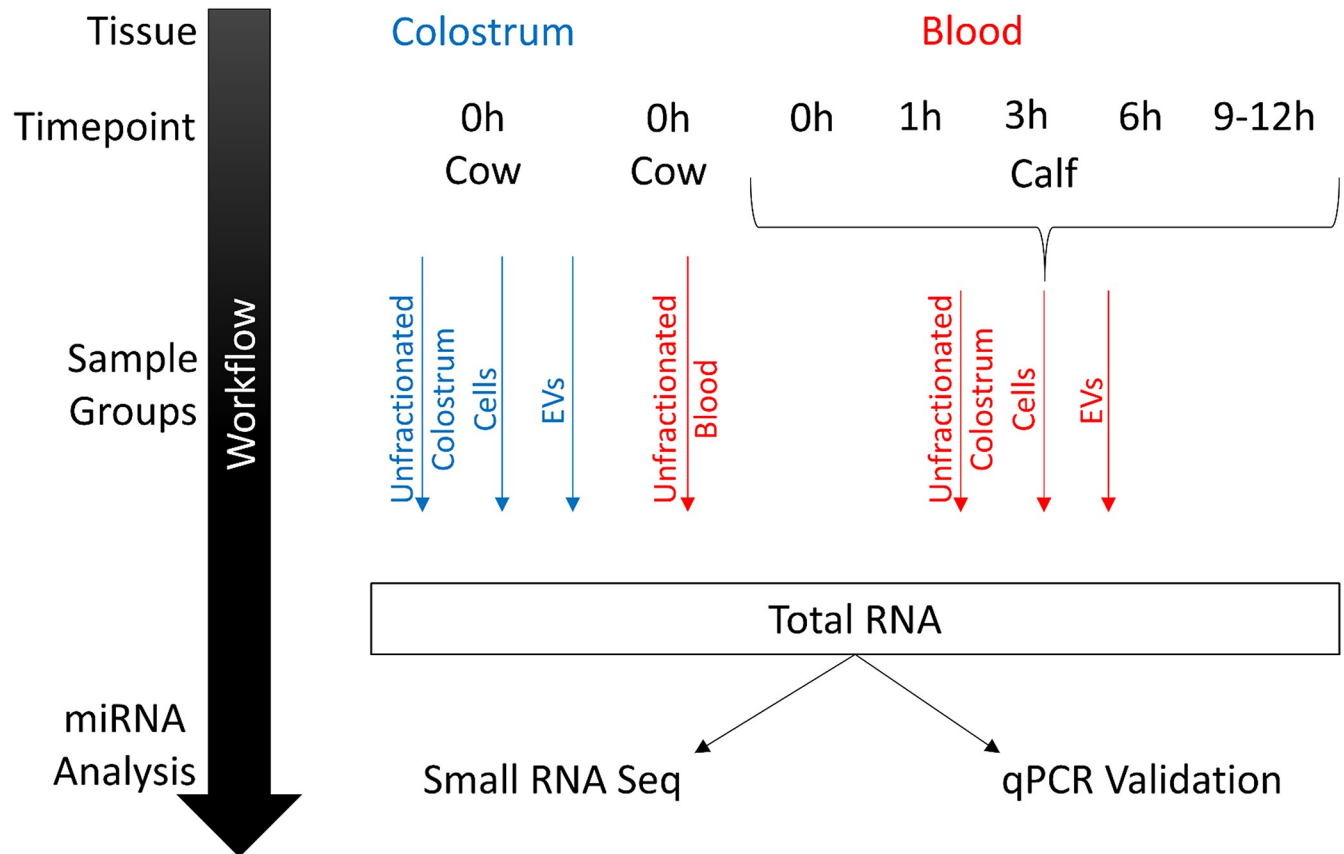 Tissue
Colostrum
Blood
Timepoint
0h
0h
0h
1h
3h
6h
9-12h
Cow
Cow
Calf
Workflow
Sample
Groups
Unfractionated
Colostrum
Cells
EVs
Unfractionated
Blood
Unfractionated
Colostrum
Cells
EVs
Total RNA
miRNA
Analysis
Small RNA Seq
qPCR Validation